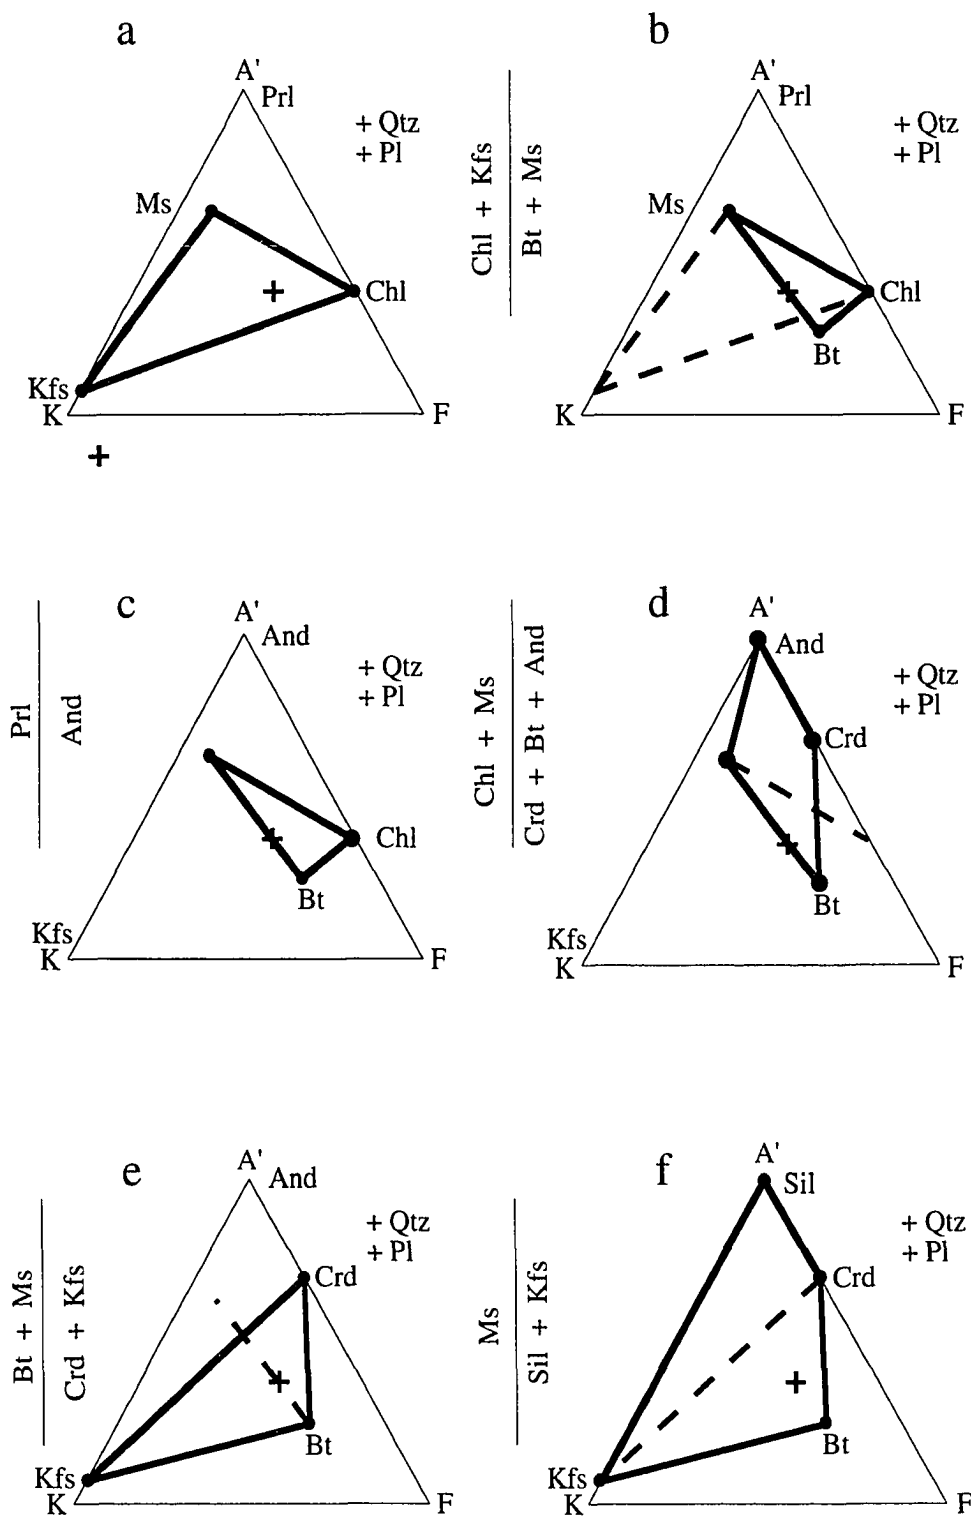 a
A'
Prl
+ Qtz
+ Pl
Ms
Chl
Kfs
K
F
b
Chl + Kfs
Bt + Ms
A'
Prl
+ Qtz
+ Pl
Ms
Chl
Bt
K
F
c
Prl
And
A'
And
+ Qtz
+ Pl
Chl
Bt
Kfs
K
F
d
Chl + Ms
Crd + Bt + And
A'
And
+ Qtz
+ Pl
Crd
Bt
Kfs
K
F
e
Bt + Ms
Crd + Kfs
A'
And
+ Qtz
+ Pl
Crd
Bt
Kfs
K
F
f
Ms
Sil + Kfs
A'
Sil
+ Qtz
+ Pl
Crd
Bt
Kfs
K
F